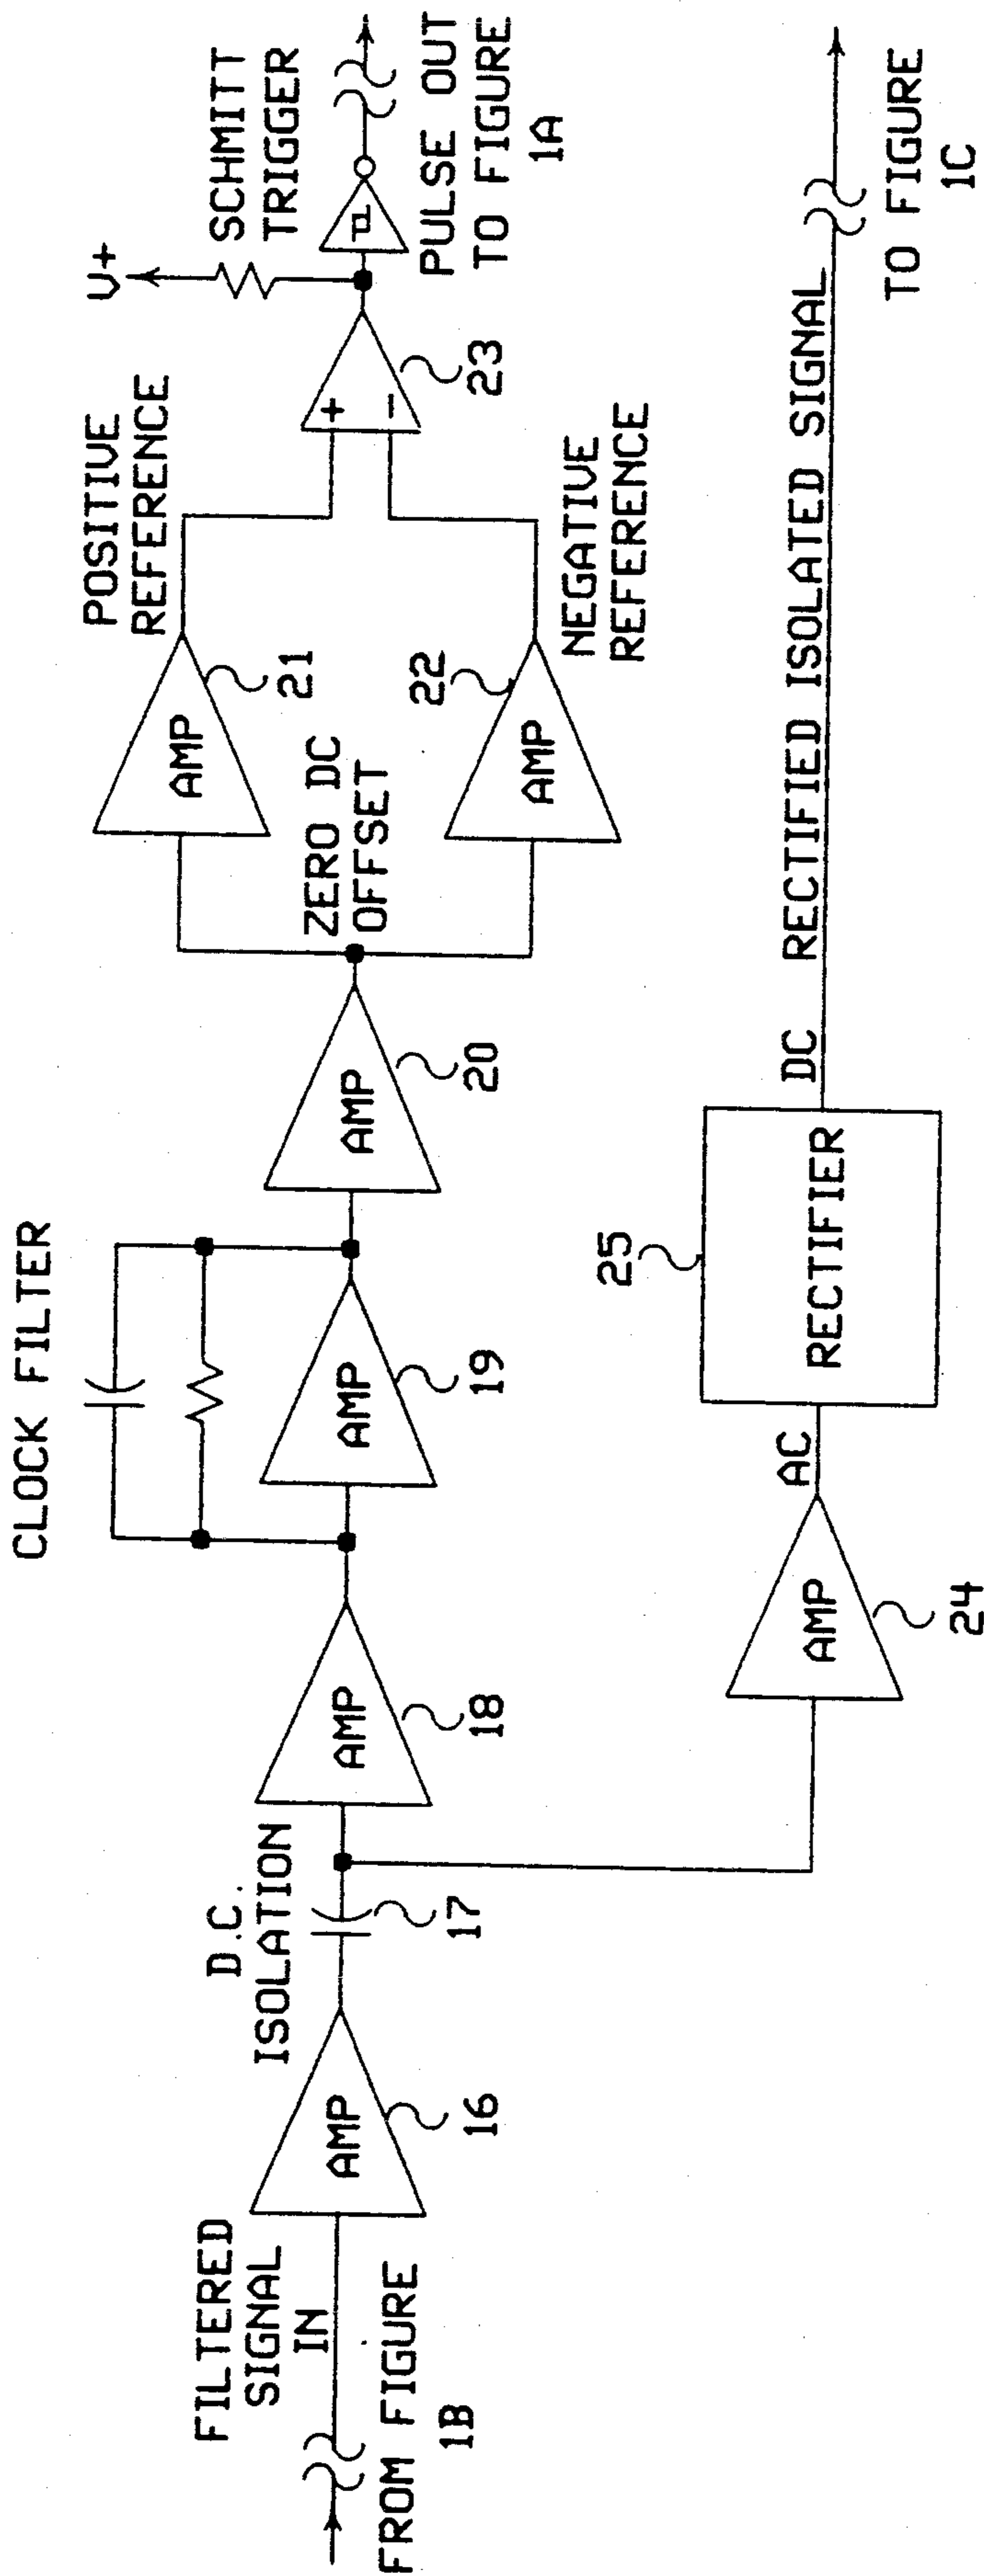 FILTERED
SIGNAL
IN
FROM FIGURE
1B
AMP
16
D.C.
ISOLATION
17
AMP
18
CLOCK FILTER
AMP
19
AMP
20
ZERO DC
OFFSET
AMP
21
POSITIVE
REFERENCE
AMP
22
NEGATIVE
REFERENCE
+
−
23
V+
SCHMITT
TRIGGER
PULSE OUT
TO FIGURE
1A
AMP
24
AC
RECTIFIER
25
DC RECTIFIED ISOLATED SIGNAL
TO FIGURE
1C